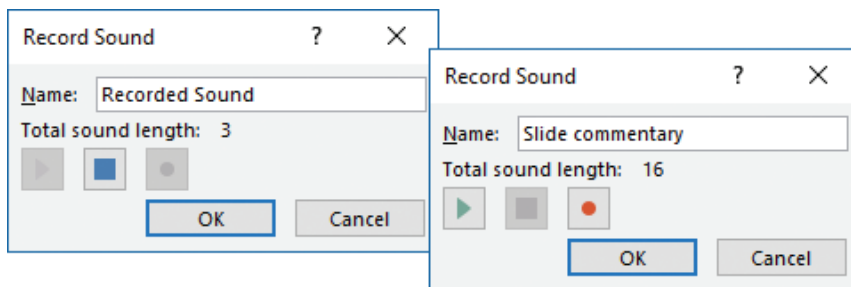 Record Sound ?
Name: Recorded Sound
Total sound length: 3
OK Cancel
Record Sound ?
Name: Slide commentary
Total sound length: 16
OK Cancel